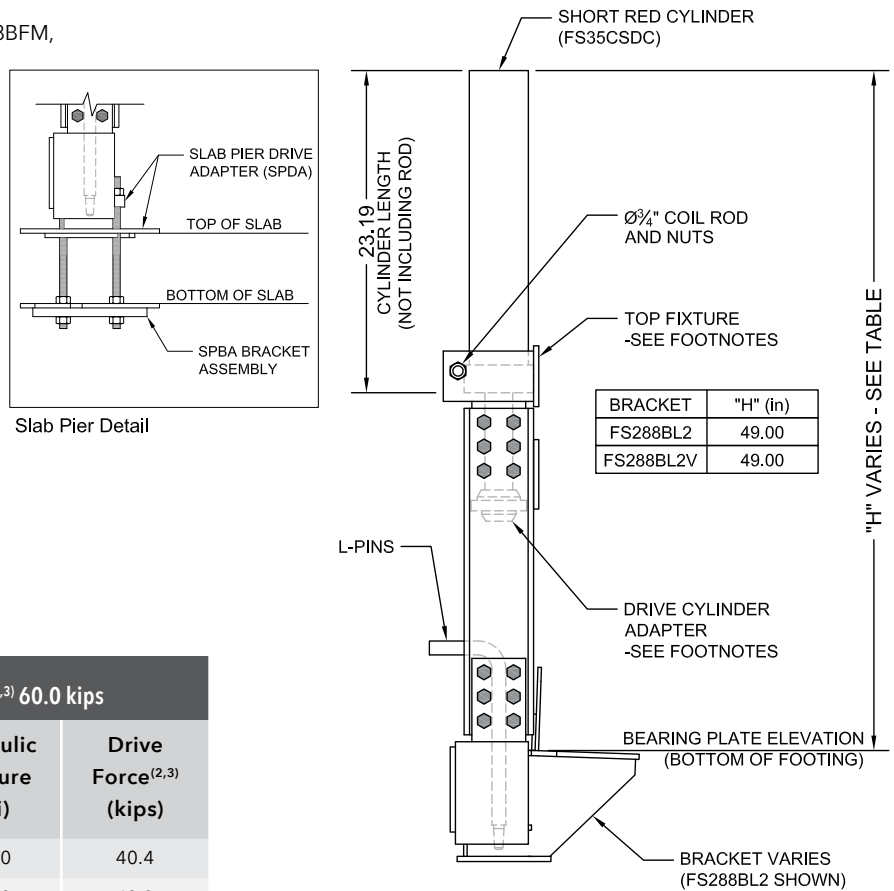 BBFM,
SHORT RED CYLINDER
(FS35CSDC)
SLAB PIER DRIVE
ADAPTER (SPDA)
TOP OF SLAB
BOTTOM OF SLAB
SPBA BRACKET
ASSEMBLY
Slab Pier Detail
23.19
CYLINDER LENGTH
(NOT INCLUDING ROD)
Ø¾" COIL ROD
AND NUTS
TOP FIXTURE
-SEE FOOTNOTES
BRACKET "H" (in)
FS288BL2 49.00
FS288BL2V 49.00
"H" VARIES - SEE TABLE
L-PINS
DRIVE CYLINDER
ADAPTER
-SEE FOOTNOTES
BEARING PLATE ELEVATION
(BOTTOM OF FOOTING)
BRACKET VARIES
(FS288BL2 SHOWN)
,3) 60.0 kips
Drive
Force(2,3)
(kips)
40.4